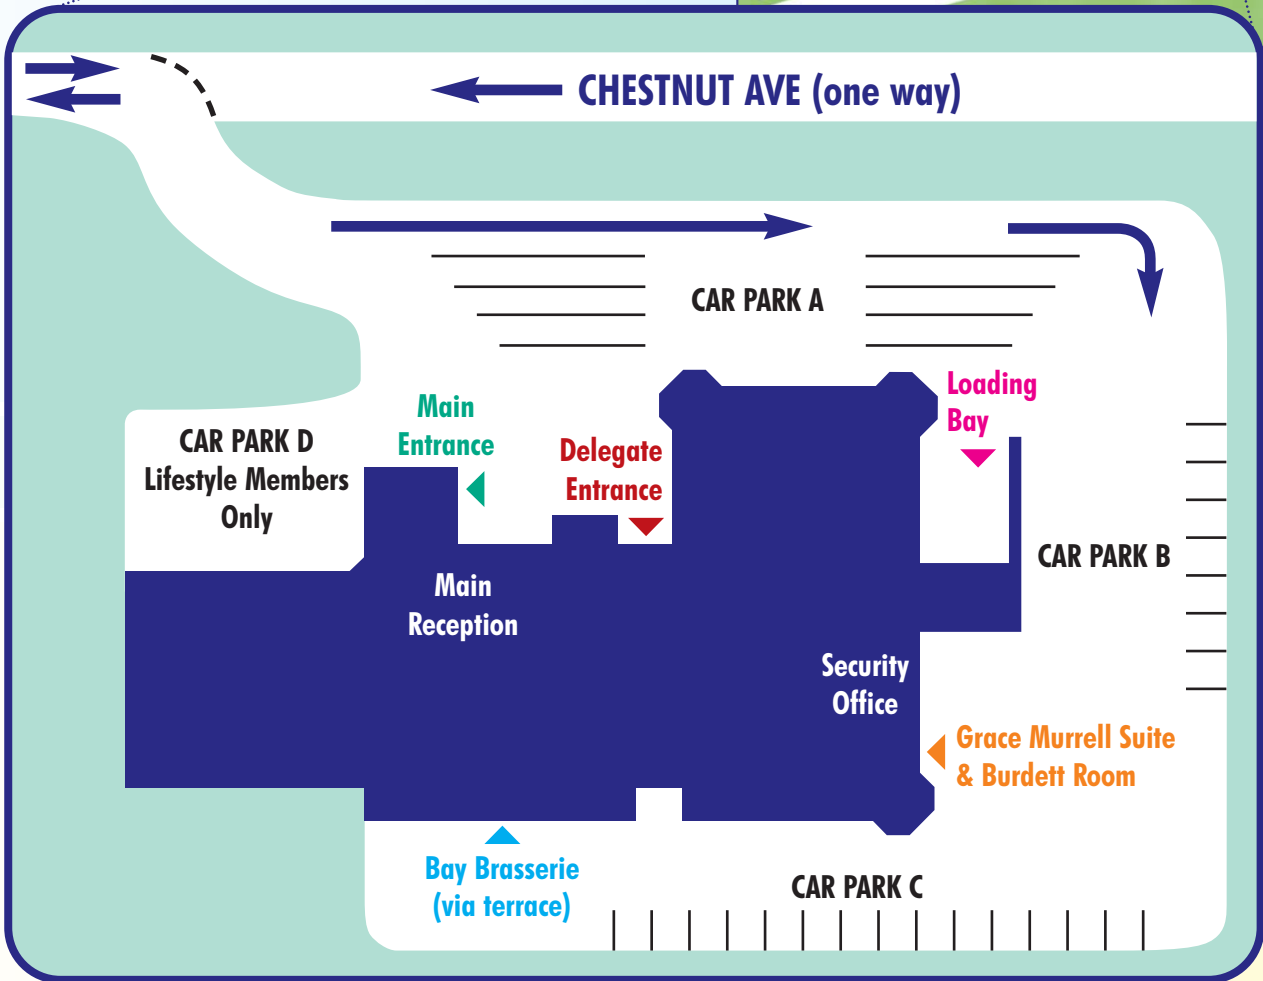 CHESTNUT AVE (one way)
CAR PARK A
Loading
Bay
Main
Entrance
Delegate
Entrance
CAR PARK D
Lifestyle Members
Only
CAR PARK B
Main
Reception
Security
Office
Grace Murrell Suite
& Burdett Room
Bay Brasserie
(via terrace)
CAR PARK C